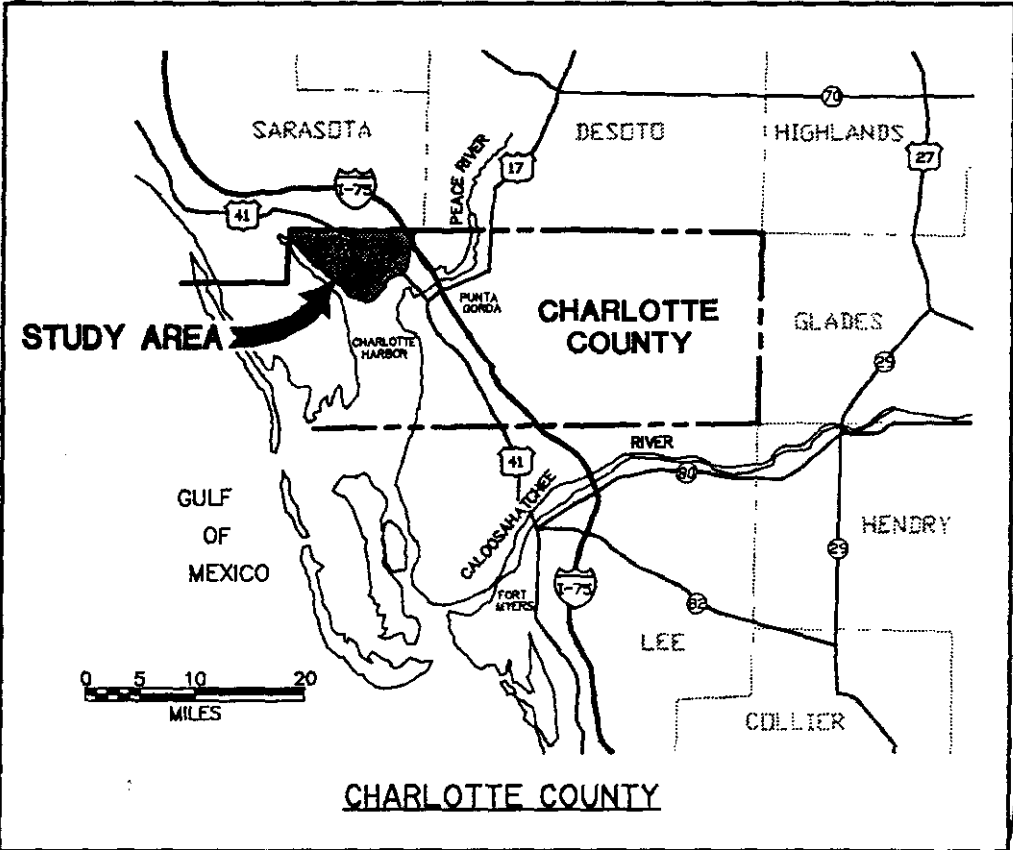 SARASOTA
DESOTO
HIGHLANDS
70
27
17
PEACE RIVER
I-75
41
PUNTA
GORDA
CHARLOTTE
COUNTY
GLADES
STUDY AREA
CHARLOTTE
HARBOR
29
RIVER
41
80
CALOOSAHATCHEE
GULF
OF
MEXICO
HENDRY
29
I-75
FORT
MYERS
82
LEE
0 5 10 20
MILES
COLLIER
CHARLOTTE COUNTY